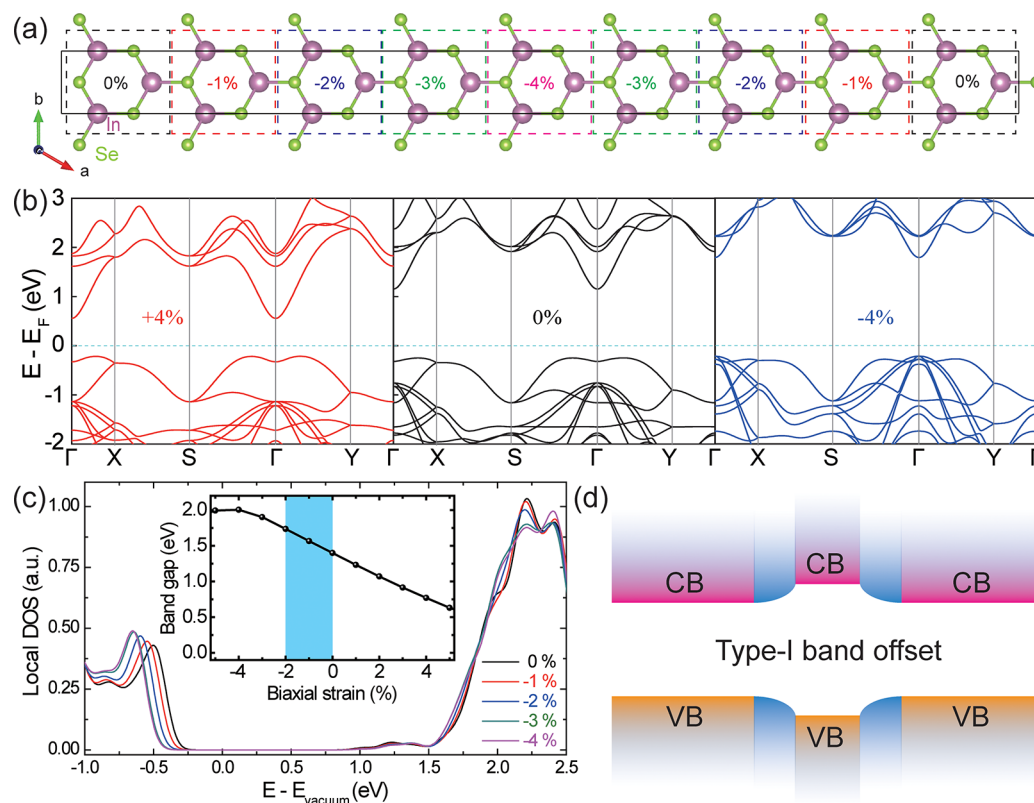 (a)
0% -1% -2% -3% -4% -3% -2% -1% 0%
b
In
Se
a
(b)
E - E_F (eV)
3
2
1
0
-1
-2
+4% 0% -4%
Γ X S Γ Y Γ X S Γ Y Γ X S Γ Y Γ
(c)
Local DOS (a.u.)
1.00
0.75
0.50
0.25
0.00
Band gap (eV)
2.0
1.5
1.0
0.5
0.0
-4 -2 0 2 4
Biaxial strain (%)
0 %
-1 %
-2 %
-3 %
-4 %
-1.0 -0.5 0.0 0.5 1.0 1.5 2.0 2.5
E - E_vacuum (eV)
(d)
CB CB CB
Type-I band offset
VB VB VB